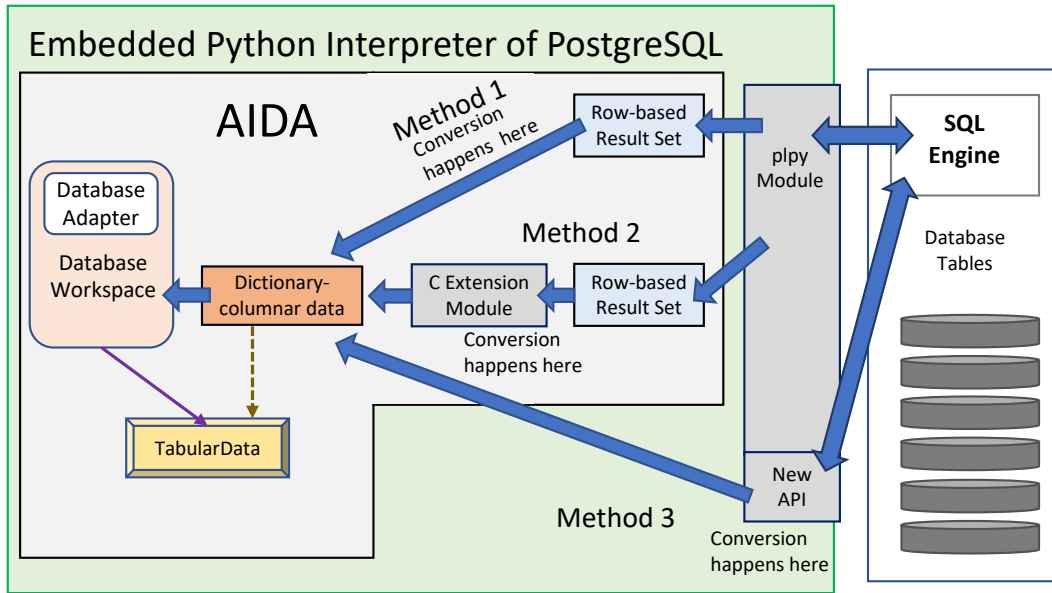 Embedded Python Interpreter of PostgreSQL
AIDA
Method 1
Conversion
happens here
Row-based
Result Set
plpy
Module
SQL
Engine
Database
Adapter
Database
Workspace
Dictionary-
columnar data
Method 2
C Extension
Module
Row-based
Result Set
Conversion
happens here
Database
Tables
TabularData
Method 3
New
API
Conversion
happens here